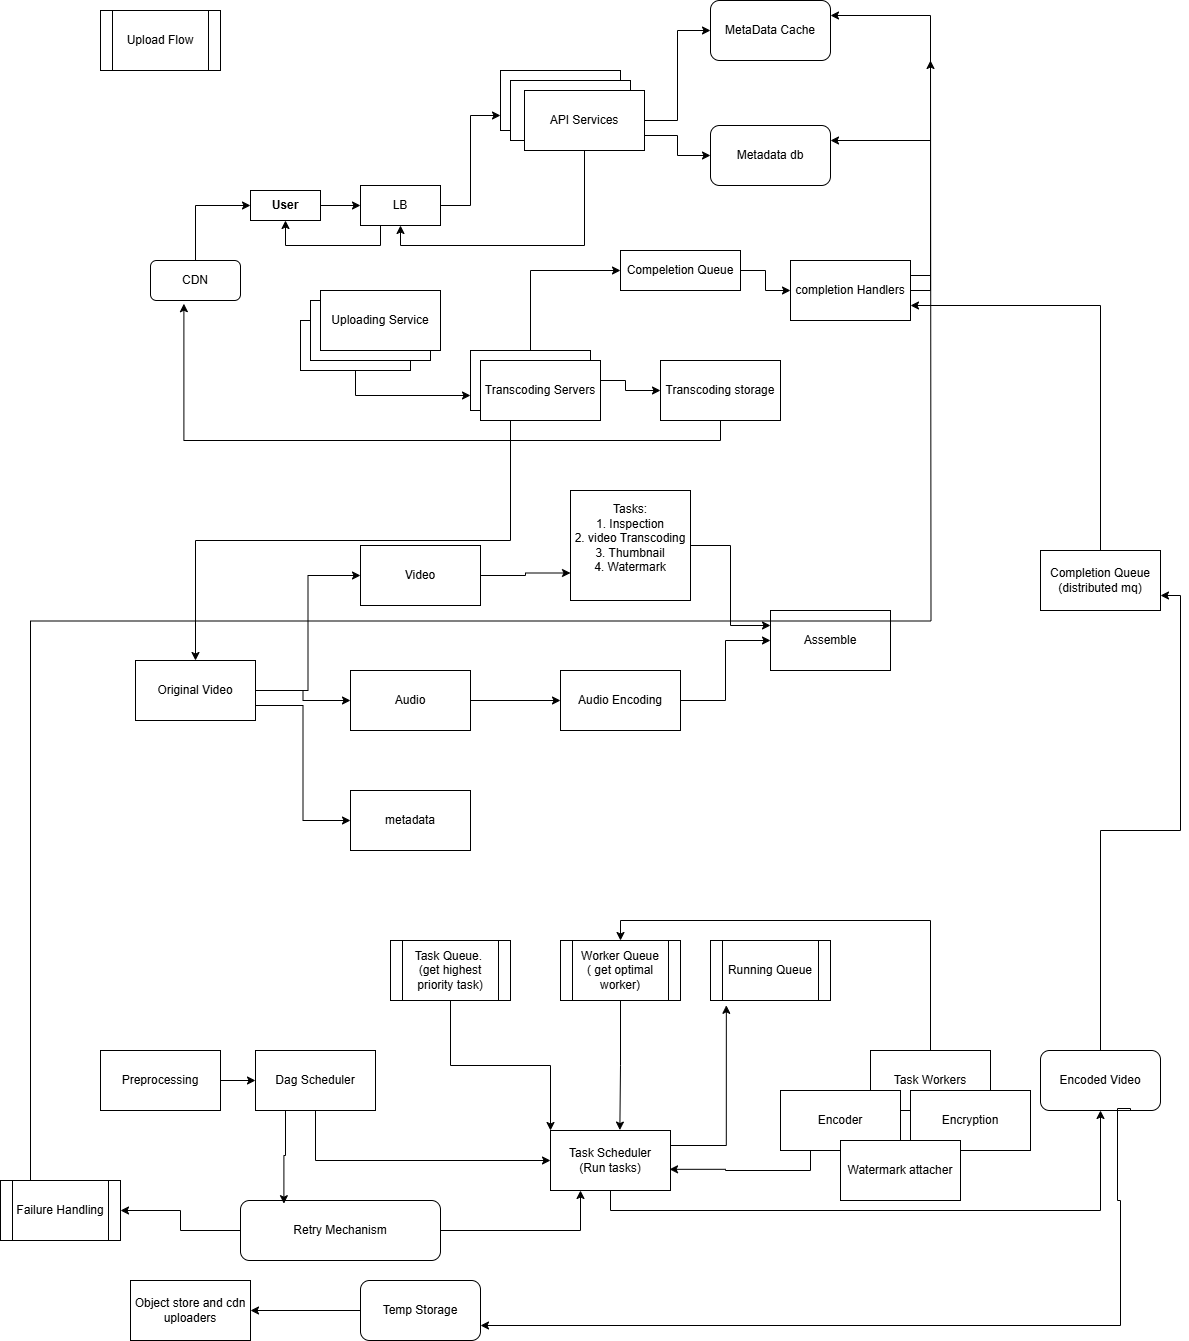 Upload Flow
MetaData Cache
API Services
Metadata db
User
LB
CDN
Compeletion Queue
completion Handlers
Uploading Service
Transcoding Servers
Transcoding storage
Tasks:
1. Inspection
2. video Transcoding
3. Thumbnail
4. Watermark
Video
Completion Queue
(distributed mq)
Assemble
Original Video
Audio
Audio Encoding
metadata
Task Queue.
(get highest
priority task)
Worker Queue
( get optimal
worker)
Running Queue
Preprocessing
Dag Scheduler
Task Workers
Encoded Video
Encoder
Encryption
Task Scheduler
(Run tasks)
Watermark attacher
Failure Handling
Retry Mechanism
Object store and cdn
uploaders
Temp Storage